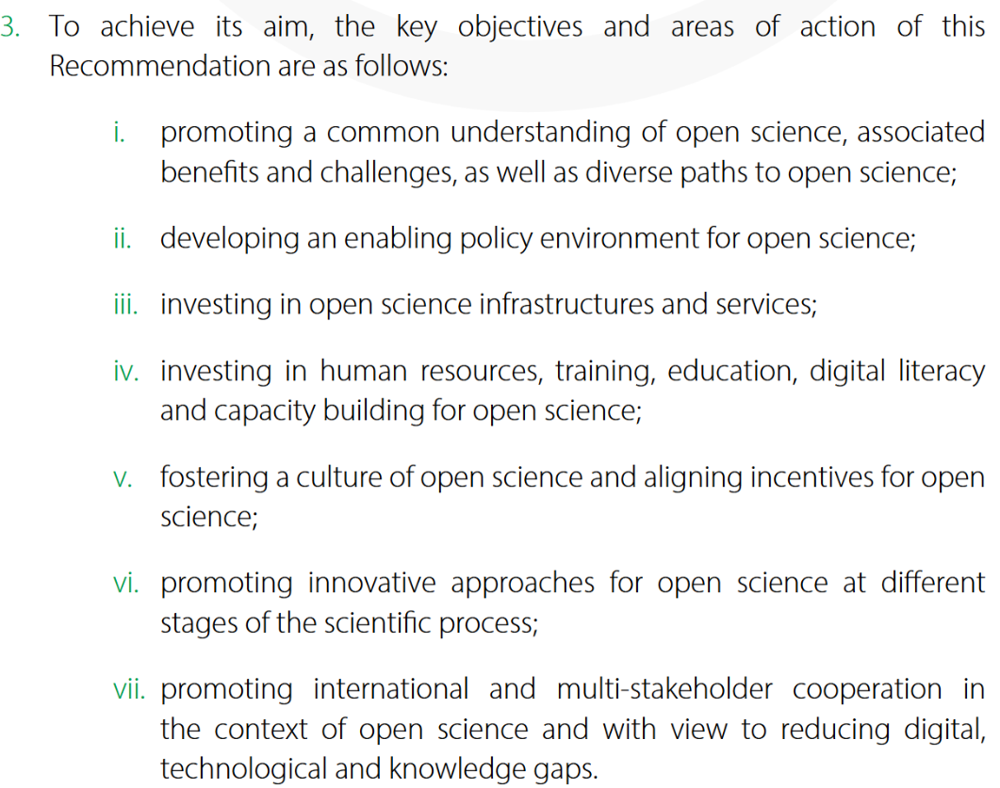 3. To achieve its aim, the key objectives and areas of action of this
Recommendation are as follows:
i. promoting a common understanding of open science, associated
benefits and challenges, as well as diverse paths to open science;
ii. developing an enabling policy environment for open science;
iii. investing in open science infrastructures and services;
iv. investing in human resources, training, education, digital literacy
and capacity building for open science;
v. fostering a culture of open science and aligning incentives for open
science;
vi. promoting innovative approaches for open science at different
stages of the scientific process;
vii. promoting international and multi-stakeholder cooperation in
the context of open science and with view to reducing digital,
technological and knowledge gaps.